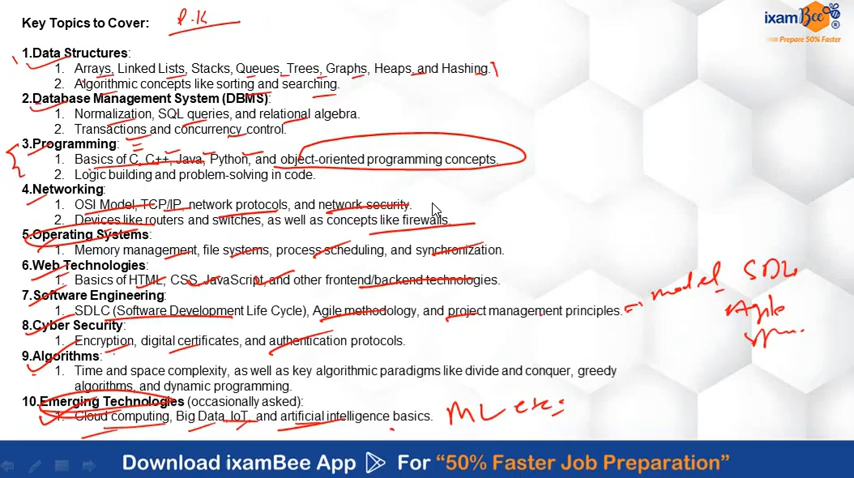 Key Topics to Cover: P.K
ixamBee
Prepare 50% Faster
1.Data Structures:
1. Arrays, Linked Lists, Stacks, Queues, Trees, Graphs, Heaps, and Hashing.
2. Algorithmic concepts like sorting and searching.
2.Database Management System (DBMS):
1. Normalization, SQL queries, and relational algebra.
2. Transactions and concurrency control.
3.Programming:
1. Basics of C, C++, Java, Python, and object-oriented programming concepts.
2. Logic building and problem-solving in code.
4.Networking:
1. OSI Model, TCP/IP, network protocols, and network security.
2. Devices like routers and switches, as well as concepts like firewalls.
5.Operating Systems:
1. Memory management, file systems, process scheduling, and synchronization.
6.Web Technologies:
1. Basics of HTML, CSS, JavaScript, and other frontend/backend technologies.
7.Software Engineering:
1. SDLC (Software Development Life Cycle), Agile methodology, and project management principles.
model SDLC
Agile
8.Cyber Security:
1. Encryption, digital certificates, and authentication protocols.
9.Algorithms:
1. Time and space complexity, as well as key algorithmic paradigms like divide and conquer, greedy
algorithms, and dynamic programming.
10.Emerging Technologies (occasionally asked):
1. Cloud computing, Big Data, IoT, and artificial intelligence basics.
ML etc
Download ixamBee App For “50% Faster Job Preparation”